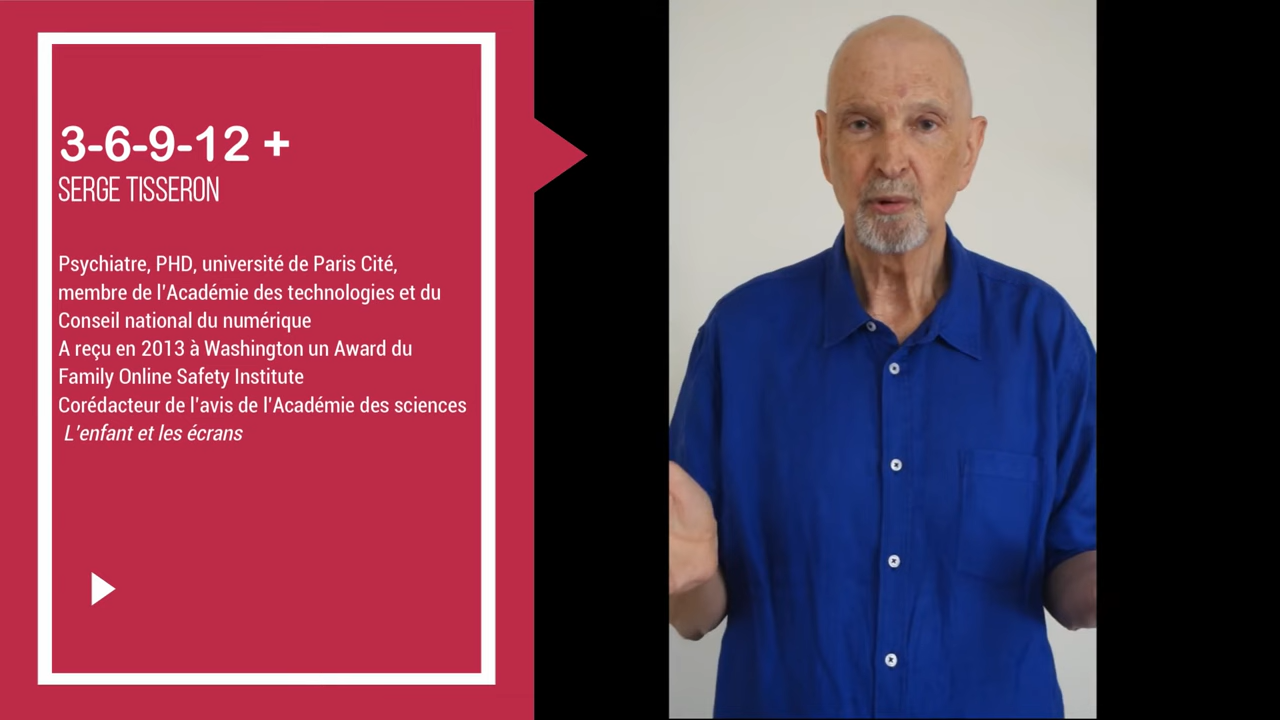 3-6-9-12 +
SERGE TISSERON
Psychiatre, PHD, université de Paris Cité,
membre de l'Académie des technologies et du
Conseil national du numérique
A reçu en 2013 à Washington un Award du
Family Online Safety Institute
Corédacteur de l'avis de l'Académie des sciences
L'enfant et les écrans